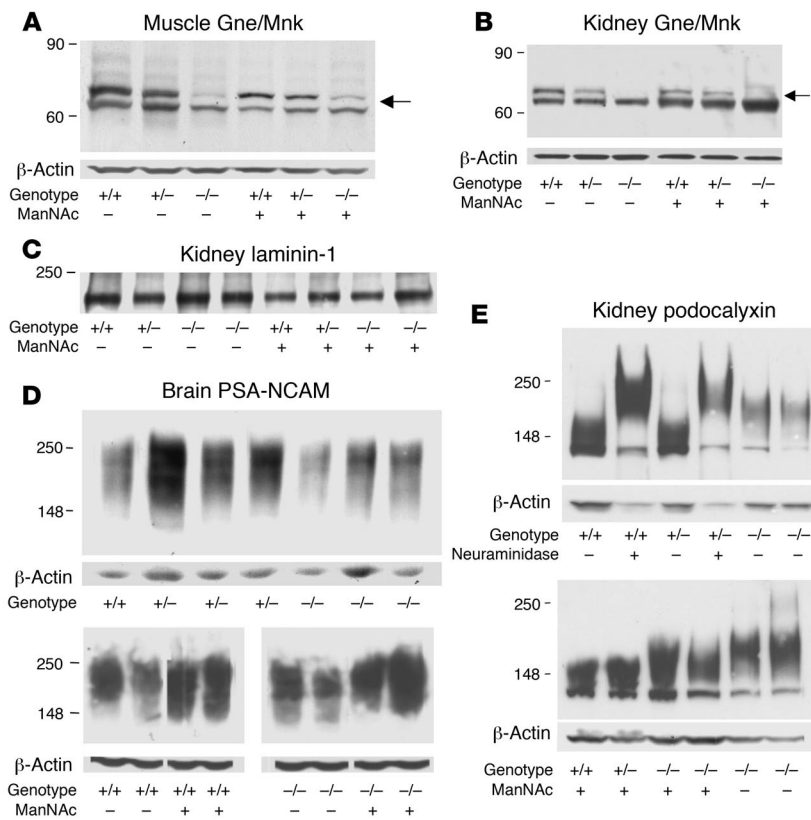 A
Muscle Gne/Mnk
90
60
β-Actin
Genotype +/+ +/– –/– +/+ +/– –/–
ManNAc – – – + + +
B
Kidney Gne/Mnk
90
60
β-Actin
Genotype +/+ +/– –/– +/+ +/– –/–
ManNAc – – – + + +
C
Kidney laminin-1
250
Genotype +/+ +/– –/– –/– +/+ +/– –/– –/–
ManNAc – – – – + + + +
D
Brain PSA-NCAM
250
148
β-Actin
Genotype +/+ +/– +/– +/– –/– –/– –/–
250
148
β-Actin
Genotype +/+ +/+ +/+ +/+ –/– –/– –/– –/–
ManNAc – – + + – – + +
E
Kidney podocalyxin
250
148
β-Actin
Genotype +/+ +/+ +/– +/– –/– –/–
Neuraminidase – + – + – –
250
148
β-Actin
Genotype +/+ +/– –/– –/– –/– –/–
ManNAc + + + + – –